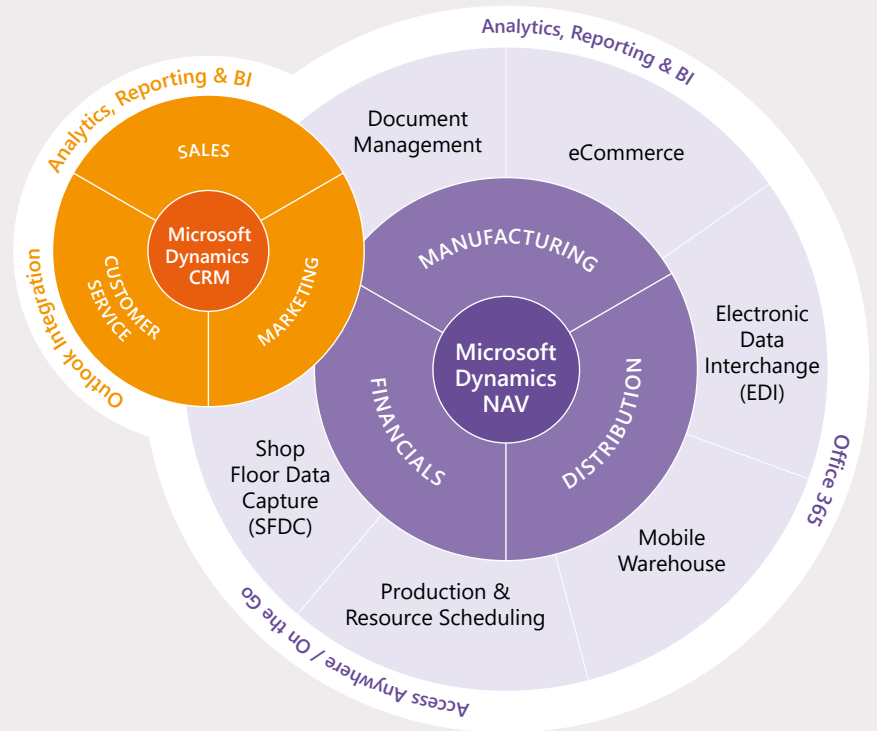 Analytics, Reporting & BI
SALES
Microsoft
Dynamics
CRM
CUSTOMER
SERVICE
MARKETING
Outlook Integration
Analytics, Reporting & BI
Document
Management
eCommerce
MANUFACTURING
Microsoft
Dynamics
NAV
FINANCIALS
DISTRIBUTION
Electronic
Data
Interchange
(EDI)
Shop
Floor Data
Capture
(SFDC)
Mobile
Warehouse
Production &
Resource Scheduling
Office 365
Access Anywhere / On the Go